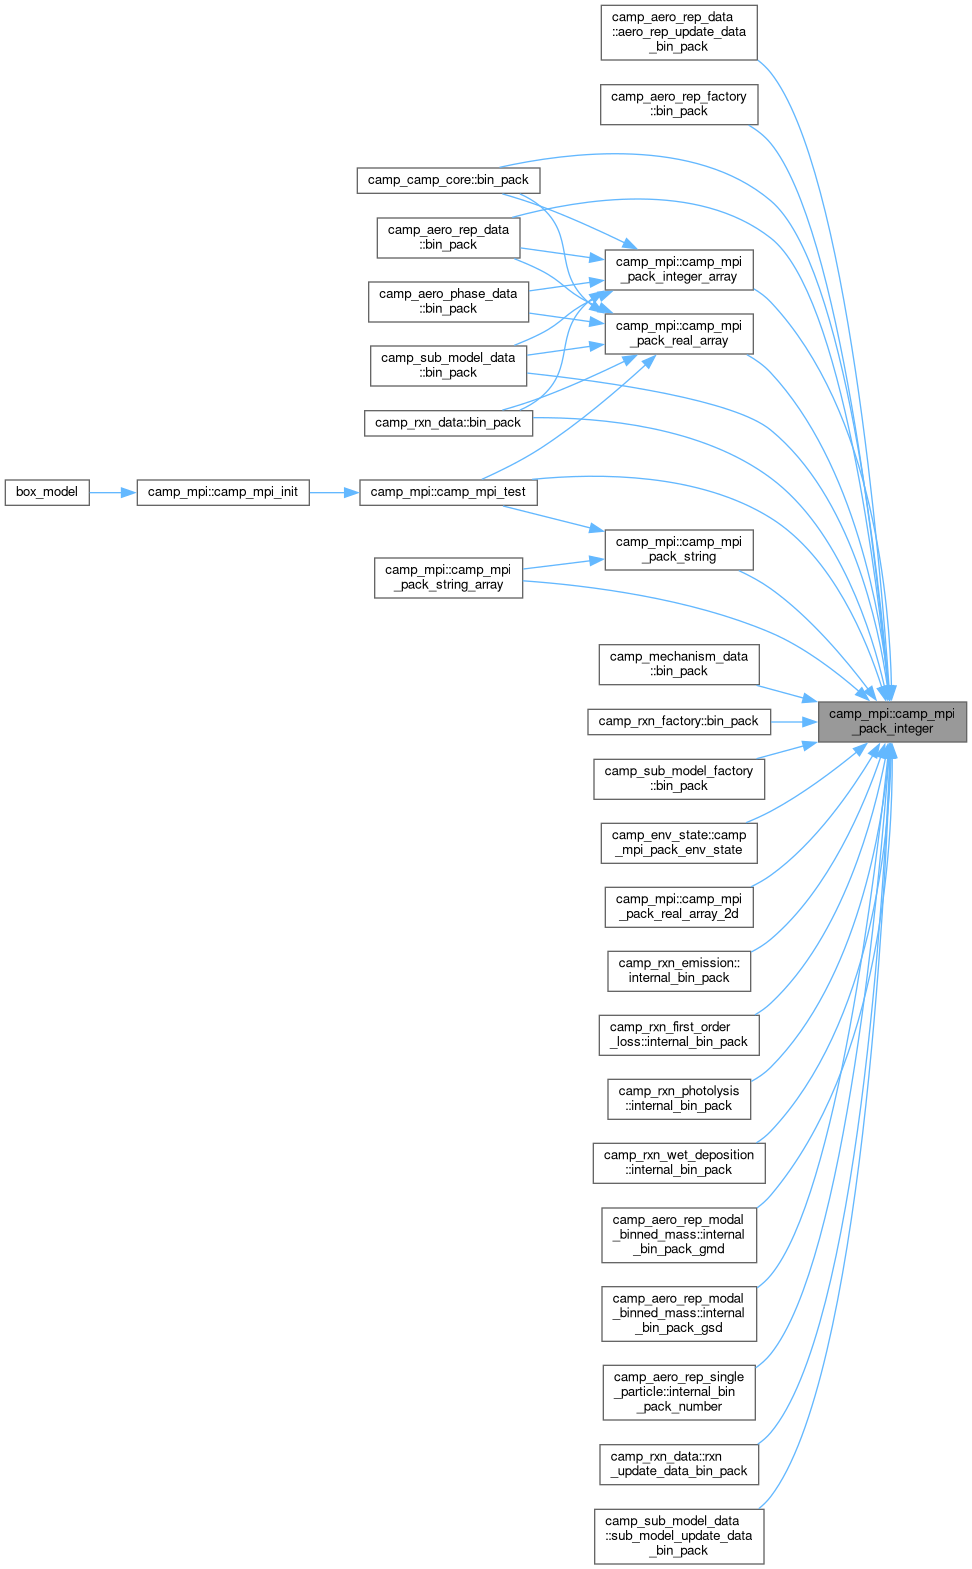 camp_aero_rep_data
::aero_rep_update_data
_bin_pack
camp_aero_rep_factory
::bin_pack
camp_camp_core::bin_pack
camp_aero_rep_data
::bin_pack
camp_mpi::camp_mpi
_pack_integer_array
camp_aero_phase_data
::bin_pack
camp_mpi::camp_mpi
_pack_real_array
camp_sub_model_data
::bin_pack
camp_rxn_data::bin_pack
box_model
camp_mpi::camp_mpi_init
camp_mpi::camp_mpi_test
camp_mpi::camp_mpi
_pack_string
camp_mpi::camp_mpi
_pack_string_array
camp_mechanism_data
::bin_pack
camp_mpi::camp_mpi
_pack_integer
camp_rxn_factory::bin_pack
camp_sub_model_factory
::bin_pack
camp_env_state::camp
_mpi_pack_env_state
camp_mpi::camp_mpi
_pack_real_array_2d
camp_rxn_emission::
internal_bin_pack
camp_rxn_first_order
_loss::internal_bin_pack
camp_rxn_photolysis
::internal_bin_pack
camp_rxn_wet_deposition
::internal_bin_pack
camp_aero_rep_modal
_binned_mass::internal
_bin_pack_gmd
camp_aero_rep_modal
_binned_mass::internal
_bin_pack_gsd
camp_aero_rep_single
_particle::internal_bin
_pack_number
camp_rxn_data::rxn
_update_data_bin_pack
camp_sub_model_data
::sub_model_update_data
_bin_pack